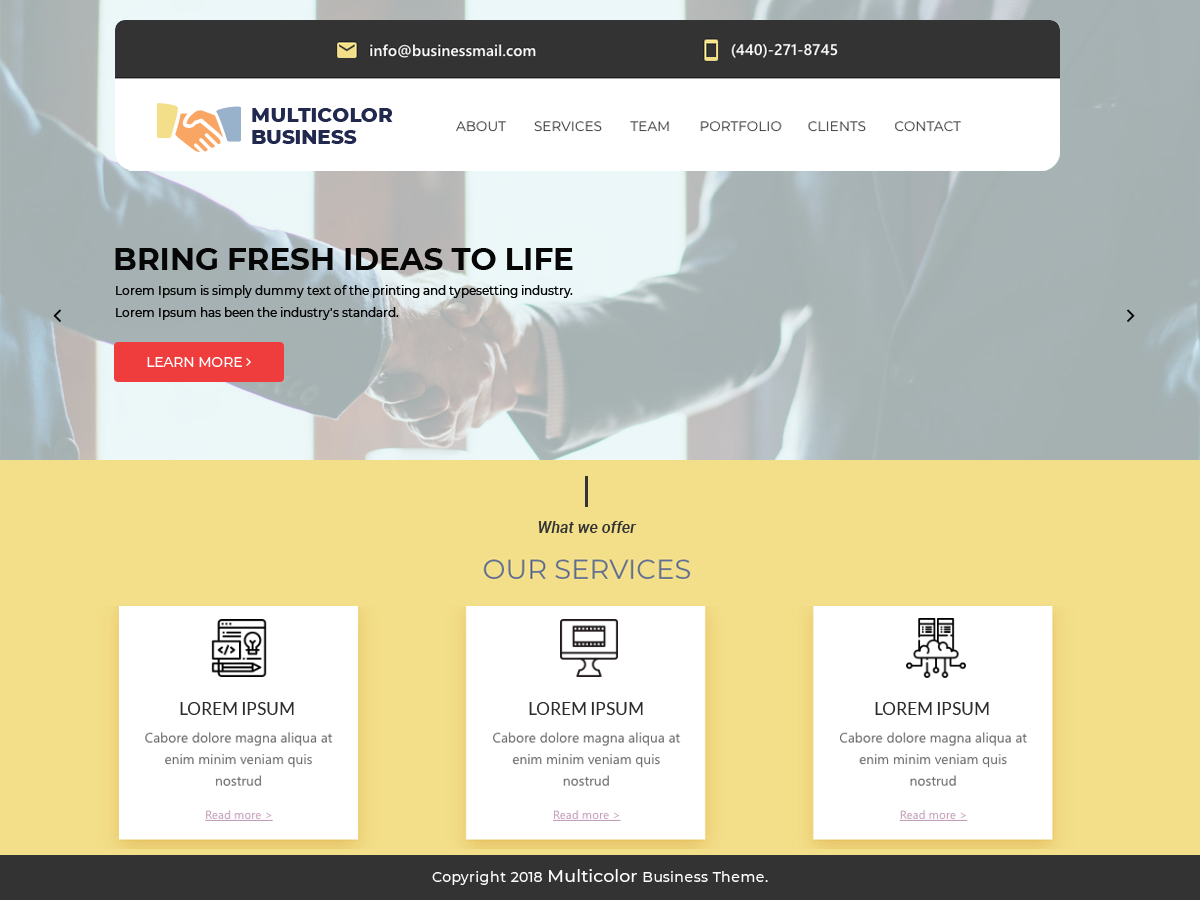 info@businessmail.com
(440)-271-8745
MULTICOLOR
BUSINESS
ABOUT
SERVICES
TEAM
PORTFOLIO
CLIENTS
CONTACT
BRING FRESH IDEAS TO LIFE
Lorem Ipsum is simply dummy text of the printing and typesetting industry.
Lorem Ipsum has been the industry's standard.
LEARN MORE >
What we offer
OUR SERVICES
LOREM IPSUM
Cabore dolore magna aliqua at
enim minim veniam quis
nostrud
Read more >
LOREM IPSUM
Cabore dolore magna aliqua at
enim minim veniam quis
nostrud
Read more >
LOREM IPSUM
Cabore dolore magna aliqua at
enim minim veniam quis
nostrud
Read more >
Copyright 2018 Multicolor Business Theme.